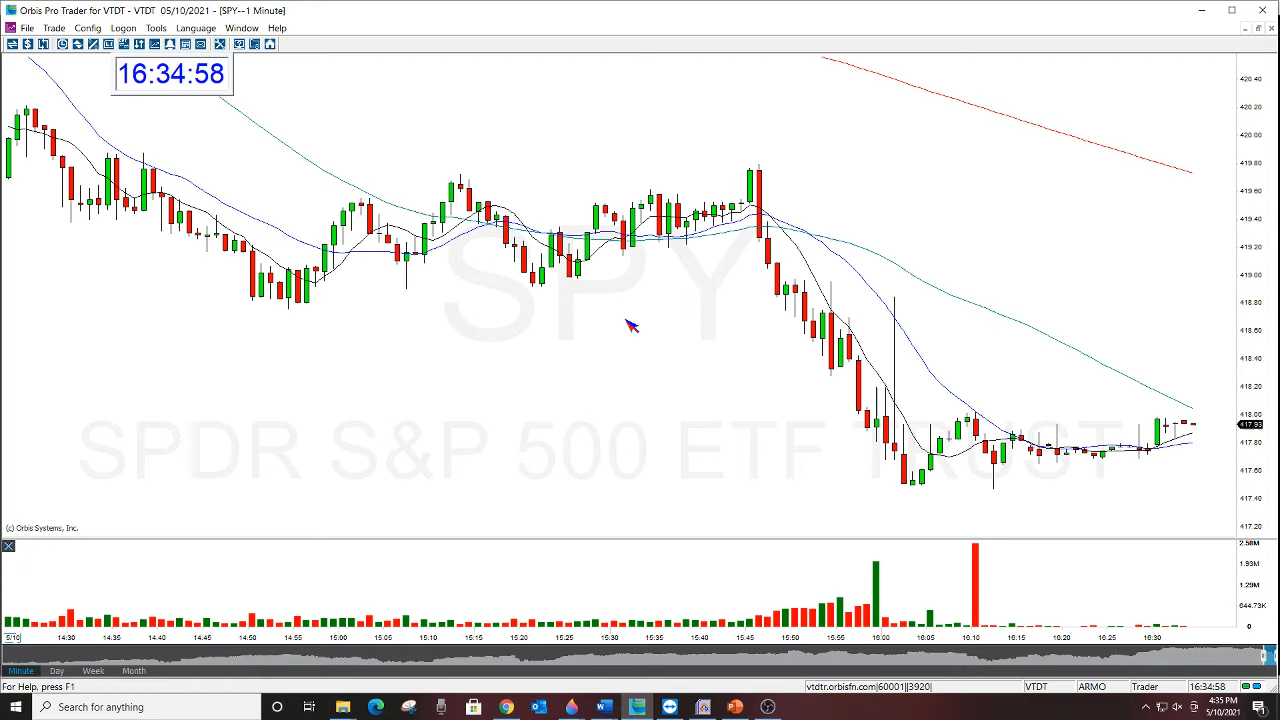 Orbis Pro Trader for VTDT - VTDT 05/10/2021 - [SPY--1 Minute]
File Trade Config Logon Tools Language Window Help
16:34:58
420.40
420.20
420.00
419.80
419.60
419.40
419.20
419.00
418.80
418.60
418.40
418.20
418.00
417.93
417.80
417.60
417.40
417.20
SPY
SPDR S&P 500 ETF TRUST
(c) Orbis Systems, Inc.
2.58M
1.93M
1.29M
644.73K
0
5/10 14:30 14:35 14:40 14:45 14:50 14:55 15:00 15:05 15:10 15:15 15:20 15:25 15:30 15:35 15:40 15:45 15:50 15:55 16:00 16:05 16:10 16:15 16:20 16:25 16:30
Minute Day Week Month
For Help, press F1 vtdtr.orbisfn.com|60001||3920| VTDT ARMO Trader 16:34:58
Search for anything
4:35 PM
5/10/2021